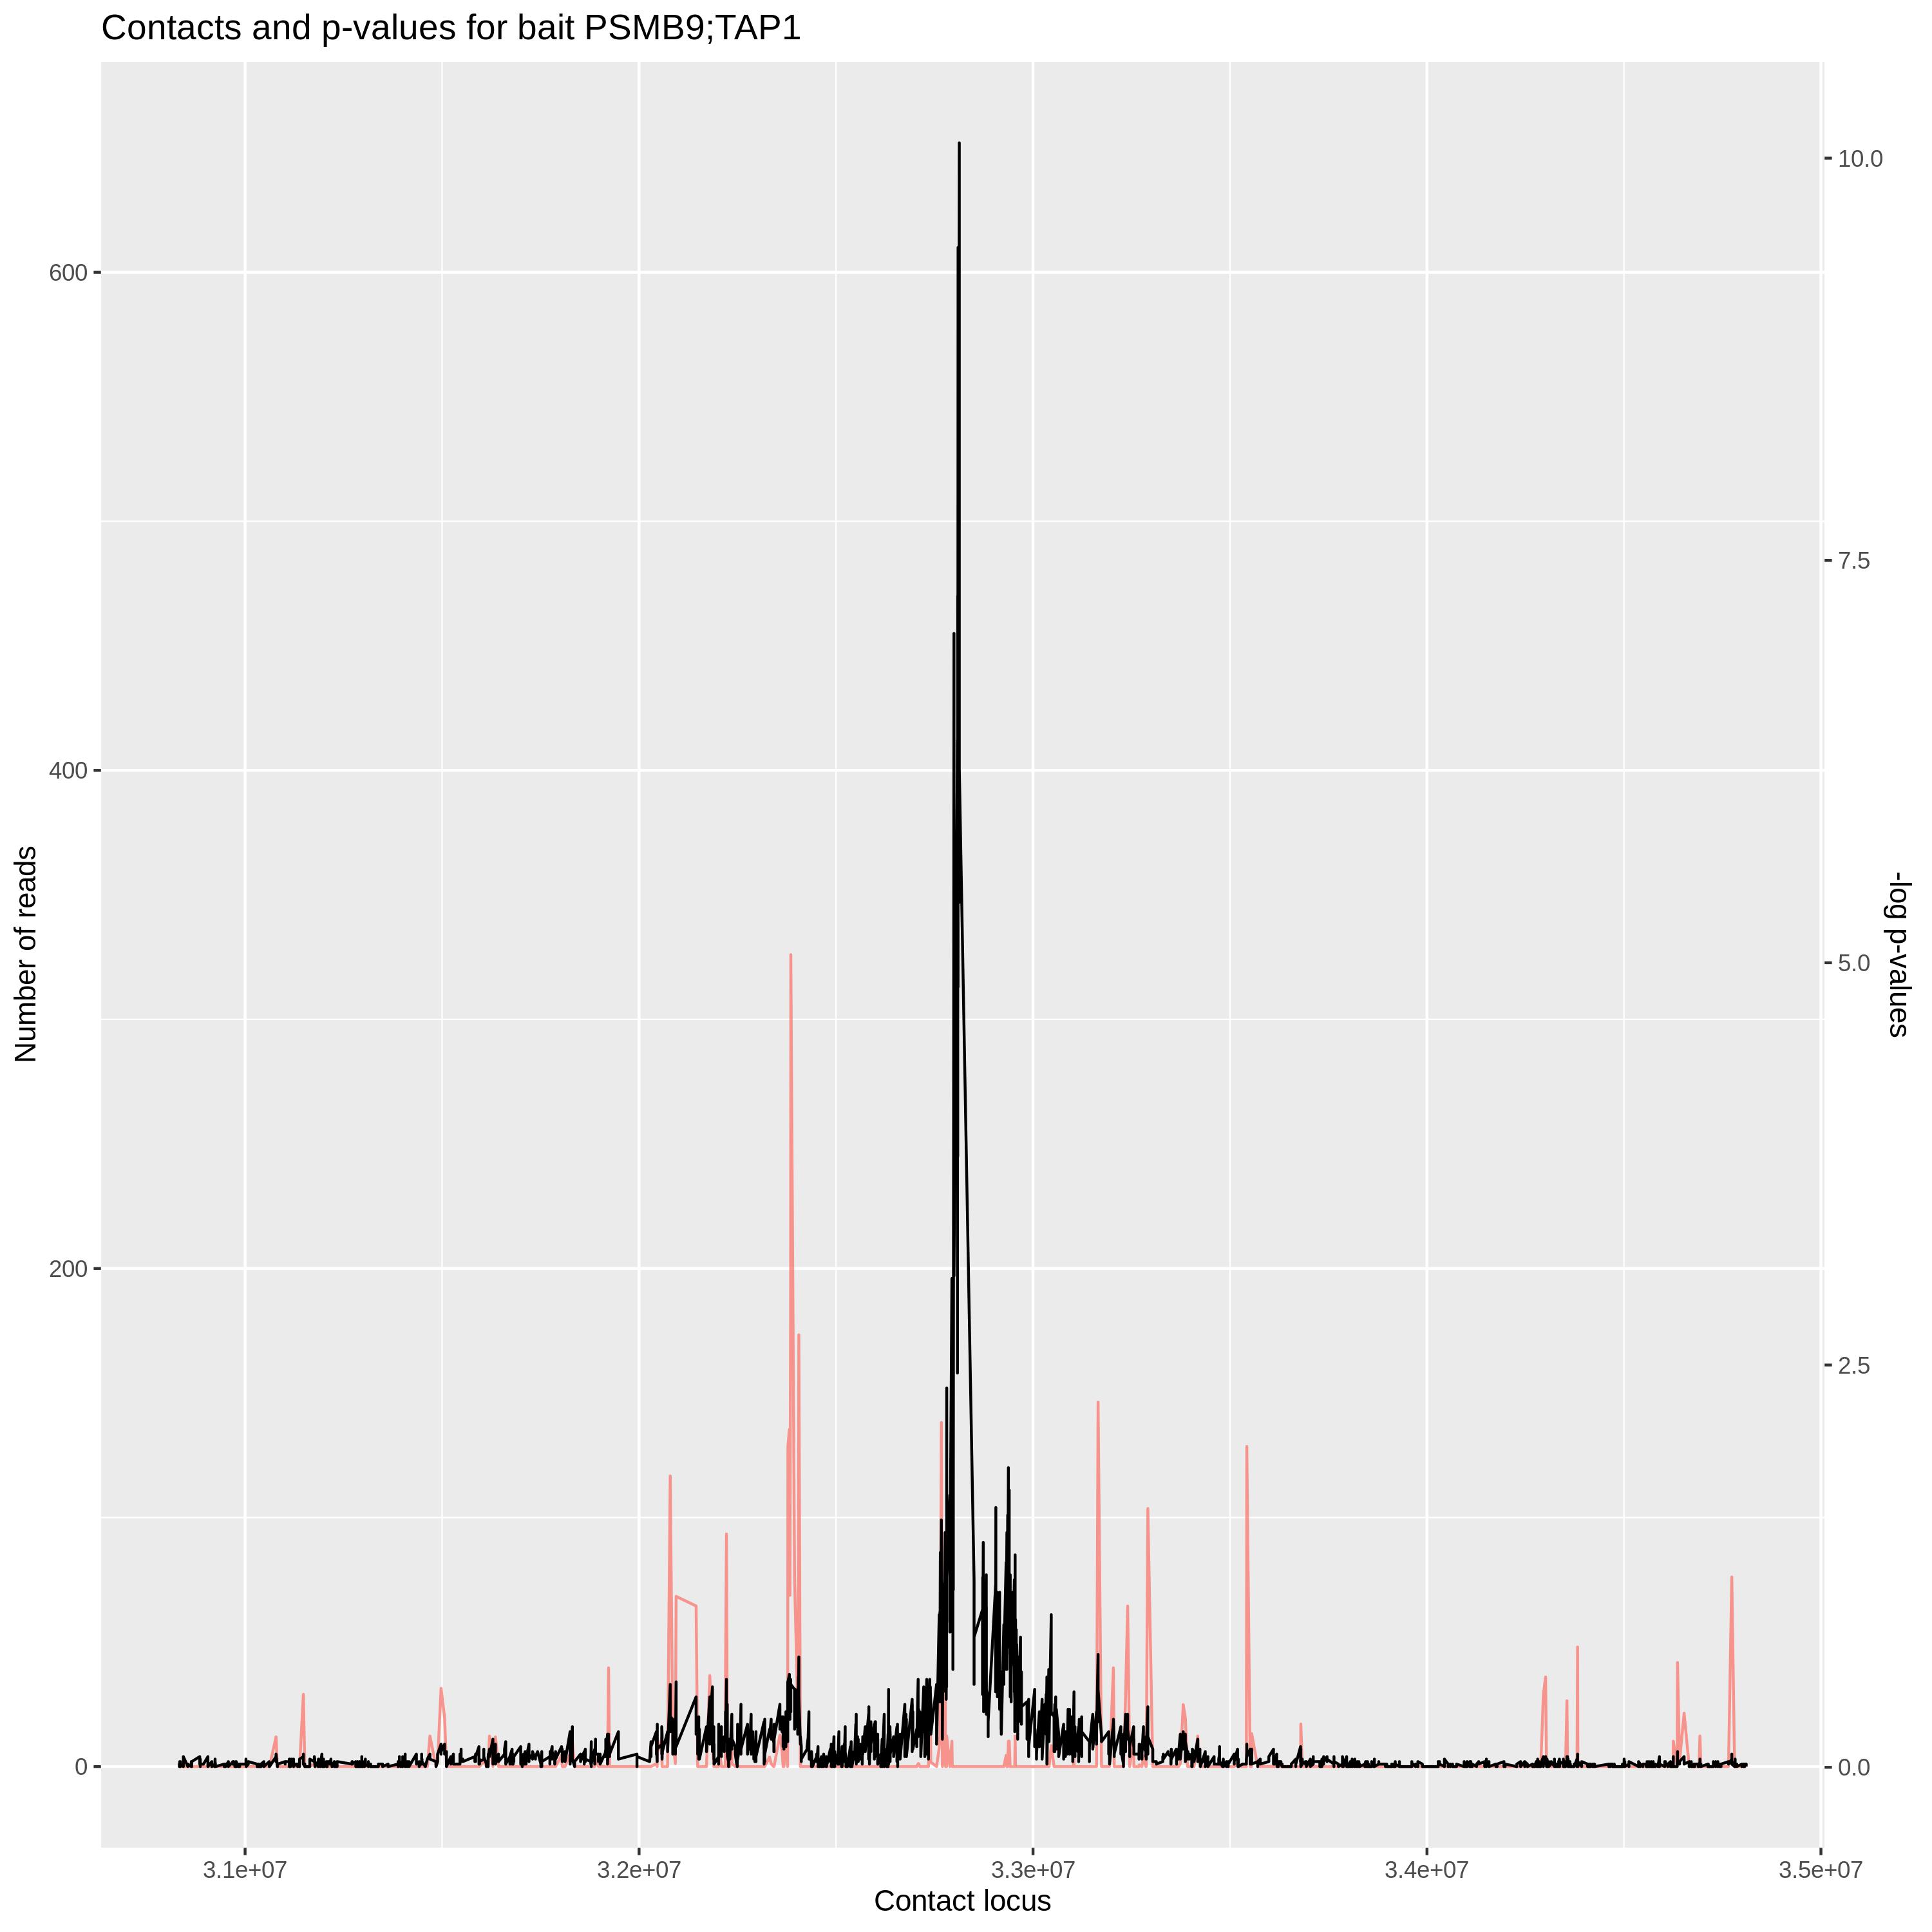 Contacts and p-values for bait PSMB9;TAP1
Number of reads
600
400
200
0
10.0
7.5
5.0
2.5
0.0
-log p-values
3.1e+07
3.2e+07
3.3e+07
3.4e+07
3.5e+07
Contact locus